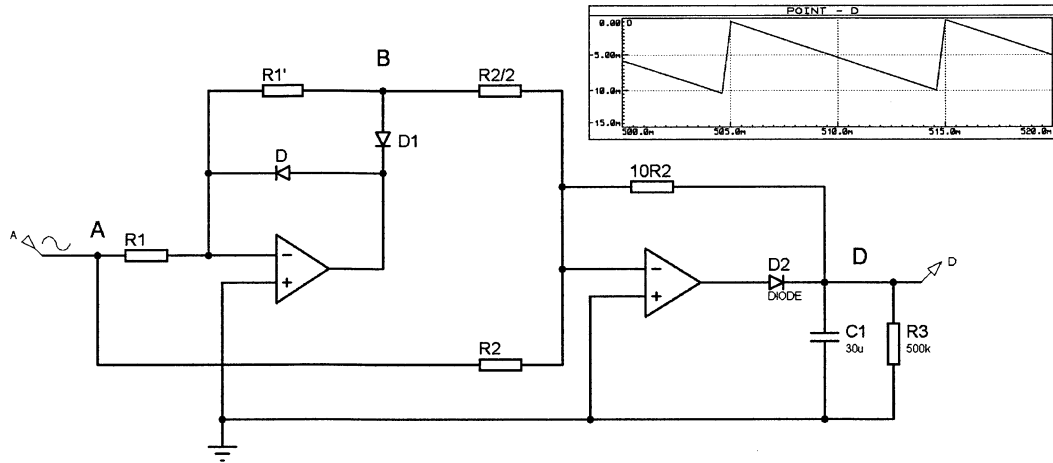 POINT - D
0.00 D
-5.00m
-10.0m
-15.0m
500.0m 505.0m 510.0m 515.0m 520.0m
B
R1'
R2/2
D1
D
10R2
A
A
R1
−
+
−
+
D2
DIODE
D
D
C1
30u
R3
500k
R2